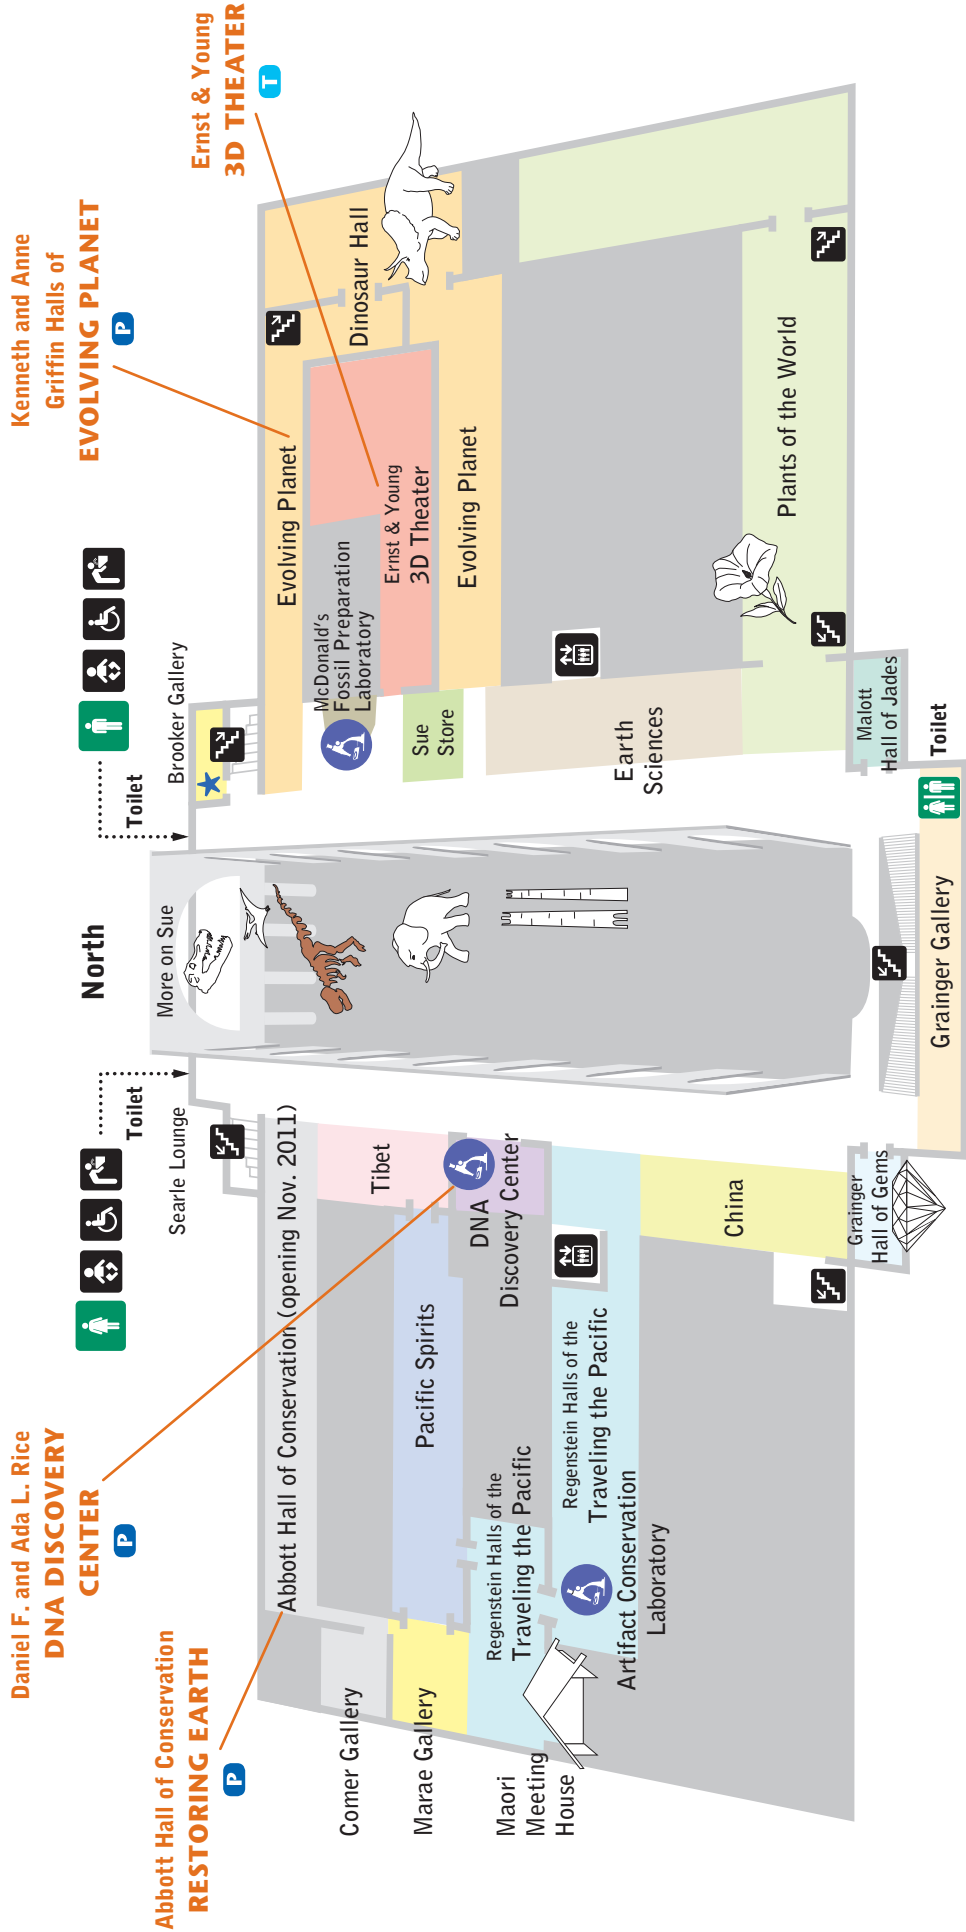 Daniel F. and Ada L. Rice
DNA DISCOVERY
CENTER
P
Abbott Hall of Conservation
RESTORING EARTH
P
Kenneth and Anne
Griffin Halls of
EVOLVING PLANET
P
Ernst & Young
3D THEATER
T
North
Toilet
Toilet
Searle Lounge
More on Sue
Brooker Gallery
Abbott Hall of Conservation (opening Nov. 2011)
Evolving Planet
Comer Gallery
Tibet
McDonald's
Fossil Preparation
Laboratory
Dinosaur Hall
Marae Gallery
Pacific Spirits
Sue
Store
Ernst & Young
3D Theater
Evolving Planet
DNA
Discovery Center
Maori
Meeting
House
Regenstein Halls of the
Traveling the Pacific
Regenstein Halls of the
Traveling the Pacific
Artifact Conservation
Laboratory
Earth
Sciences
China
Plants of the World
Grainger
Hall of Gems
Malott
Hall of Jades
Grainger Gallery
Toilet